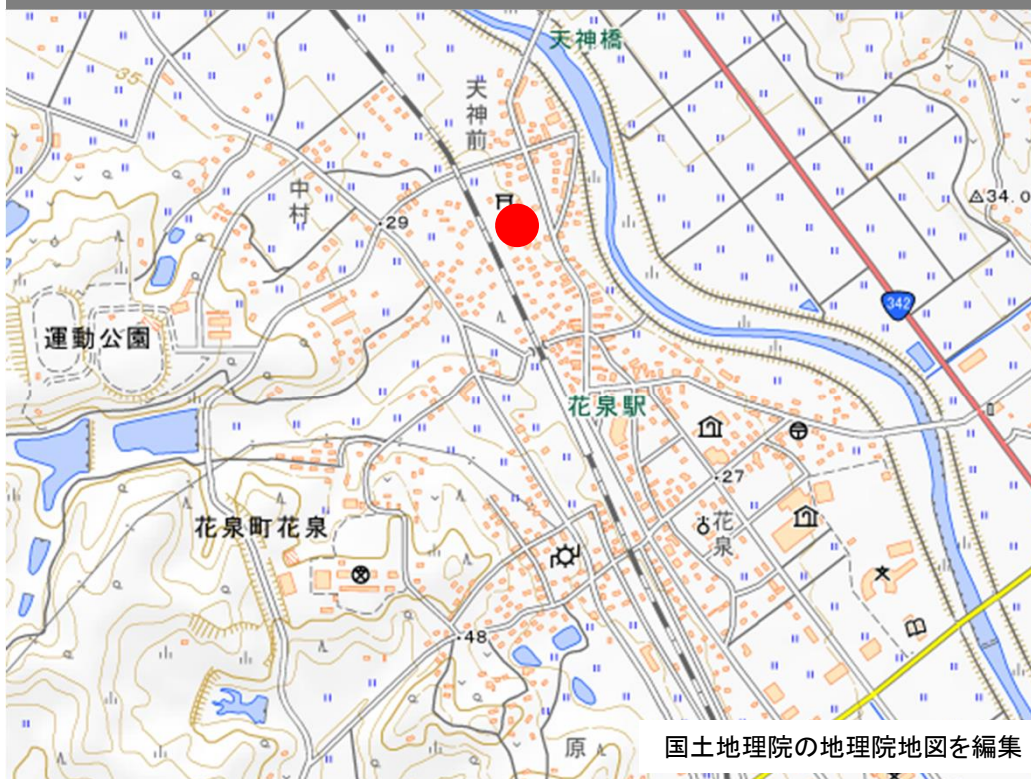 天神橋
35
天神前
中村
29
34.0
342
運動公園
花泉駅
27
花泉
花泉町花泉
48
原
国土地理院の地理院地図を編集